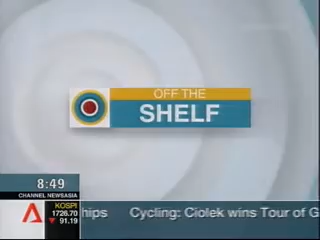 OFF THE
SHELF
8:49
CHANNEL NEWSASIA
KOSPI
1726.70
▼ 91.19
hips Cycling: Ciolek wins Tour of G